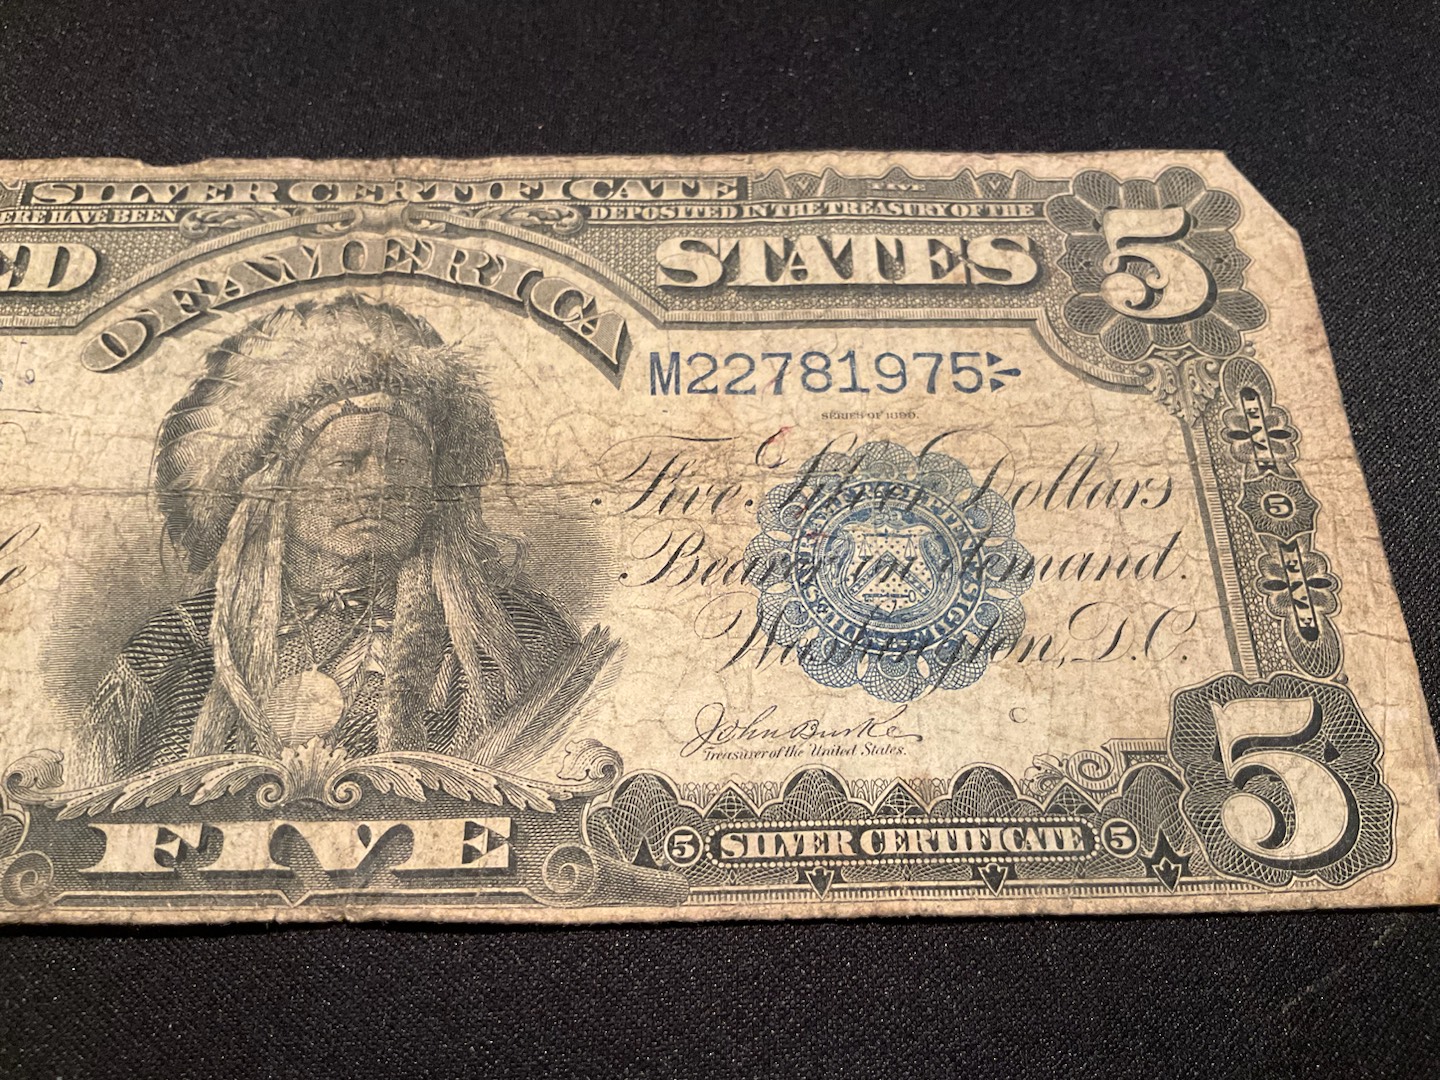 SILVER CERTIFICATE
FIVE
ERE HAVE BEEN DEPOSITED IN THE TREASURY OF THE
5
ED STATES
OF AMERICA
M22781975
SERIES OF 1899.
FIVE
Five Silver Dollars
5
Bearer on demand.
FIVE
Washington, D.C.
John Burke
Treasurer of the United States.
C
FIVE
5 SILVER CERTIFICATE 5
5